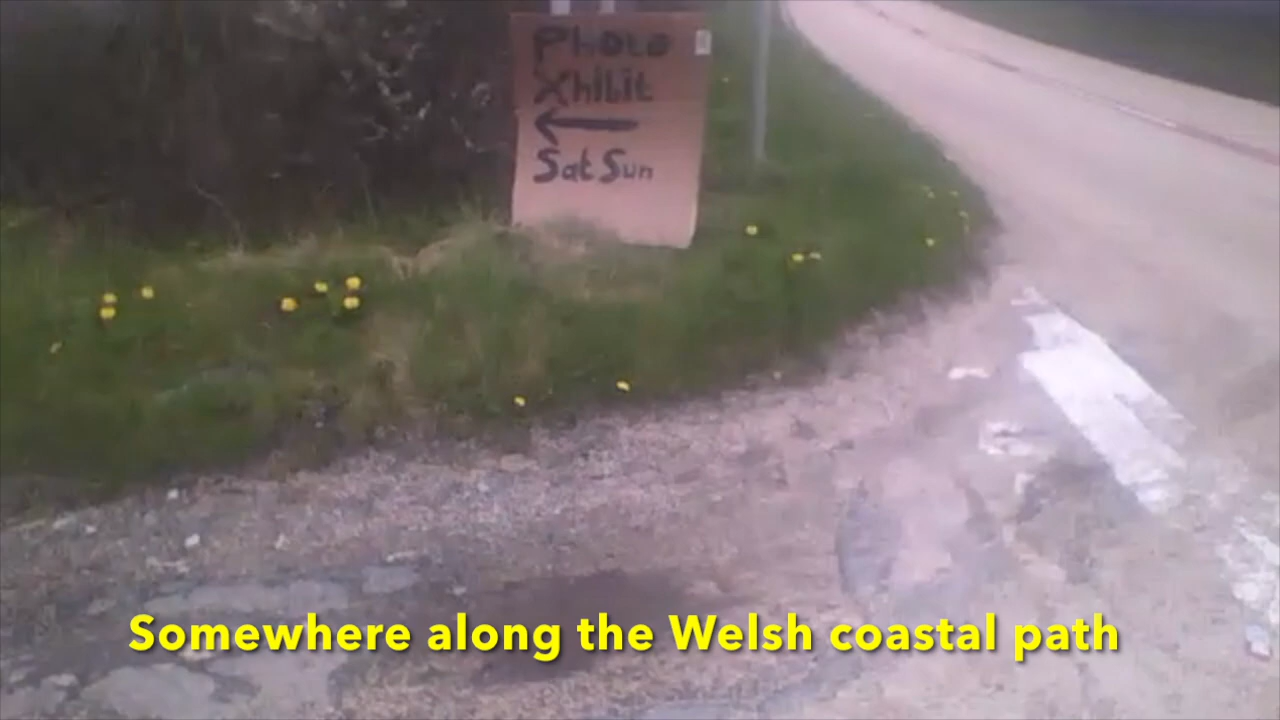 Photo
Xhibit
←
Sat Sun
Somewhere along the Welsh coastal path